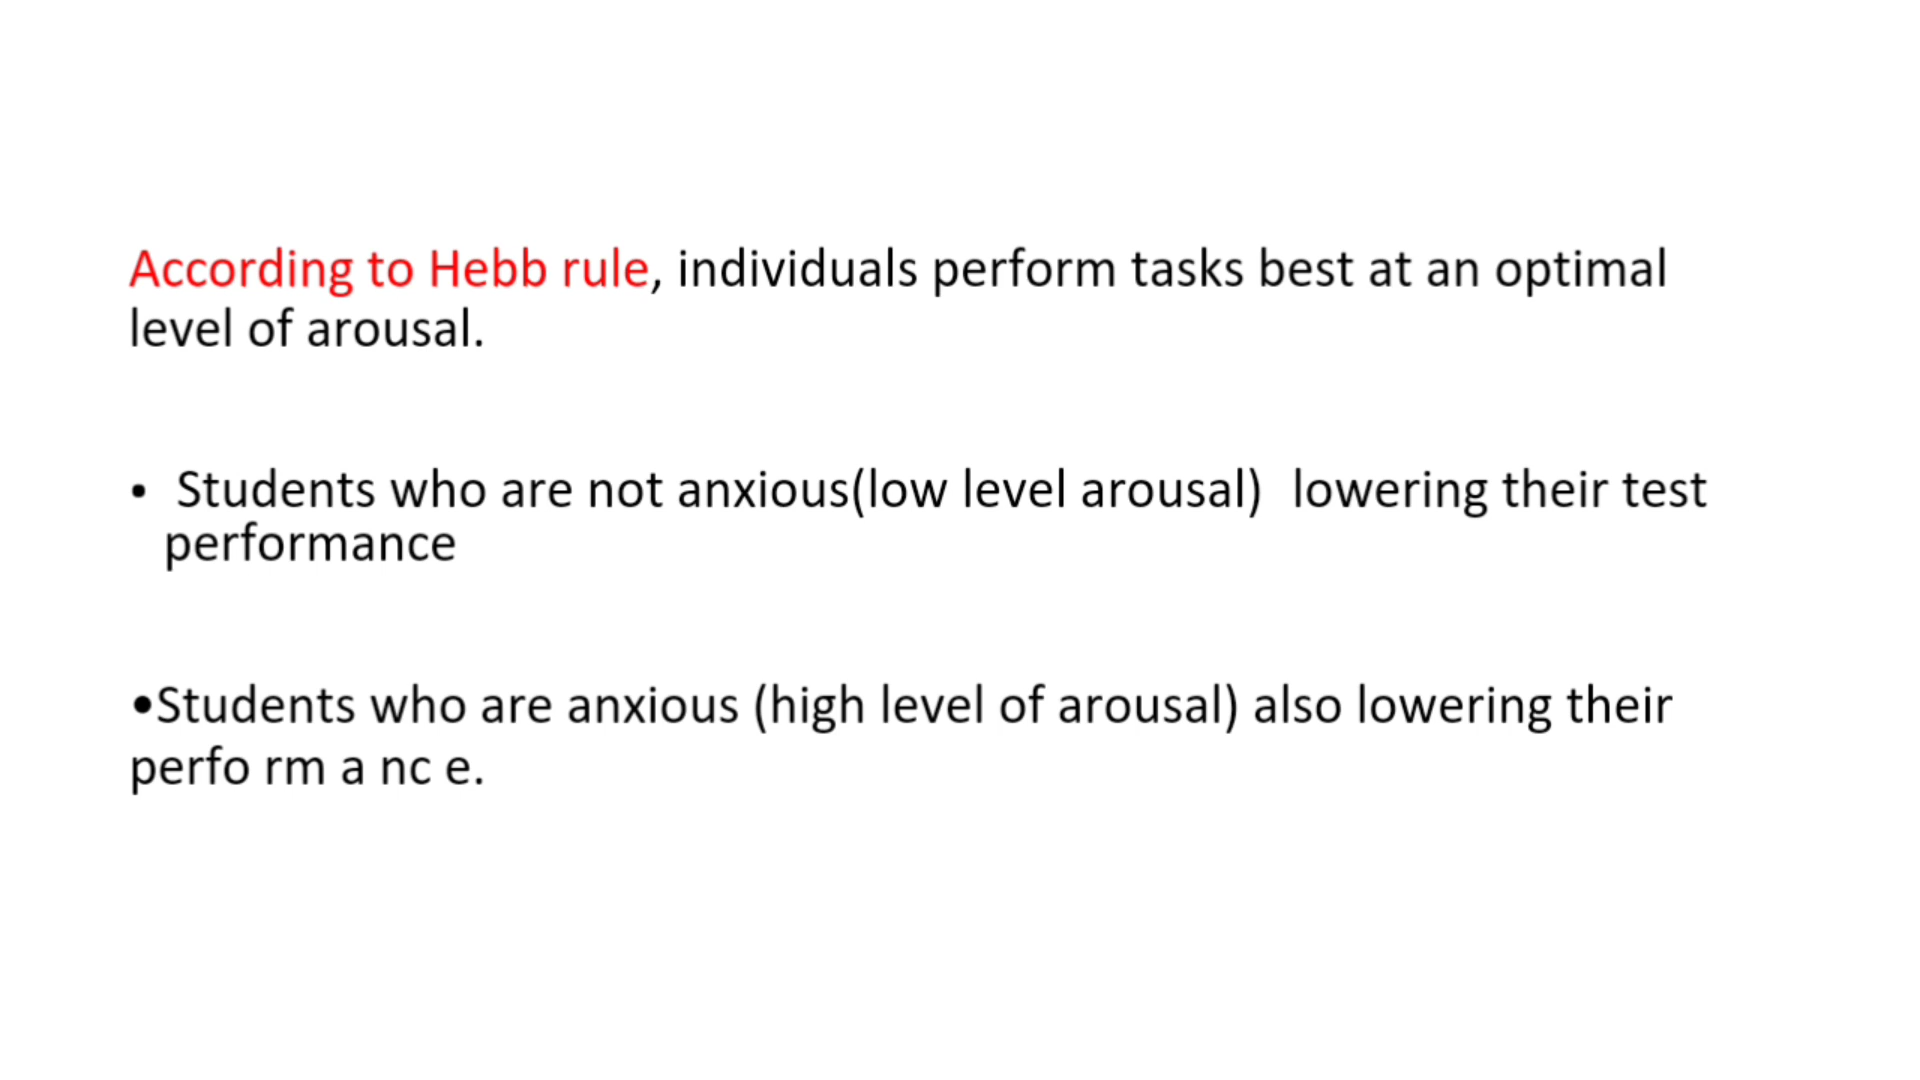 According to Hebb rule, individuals perform tasks best at an optimal
level of arousal.
• Students who are not anxious(low level arousal)  lowering their test
performance
•Students who are anxious (high level of arousal) also lowering their
perfo rm a nc e.